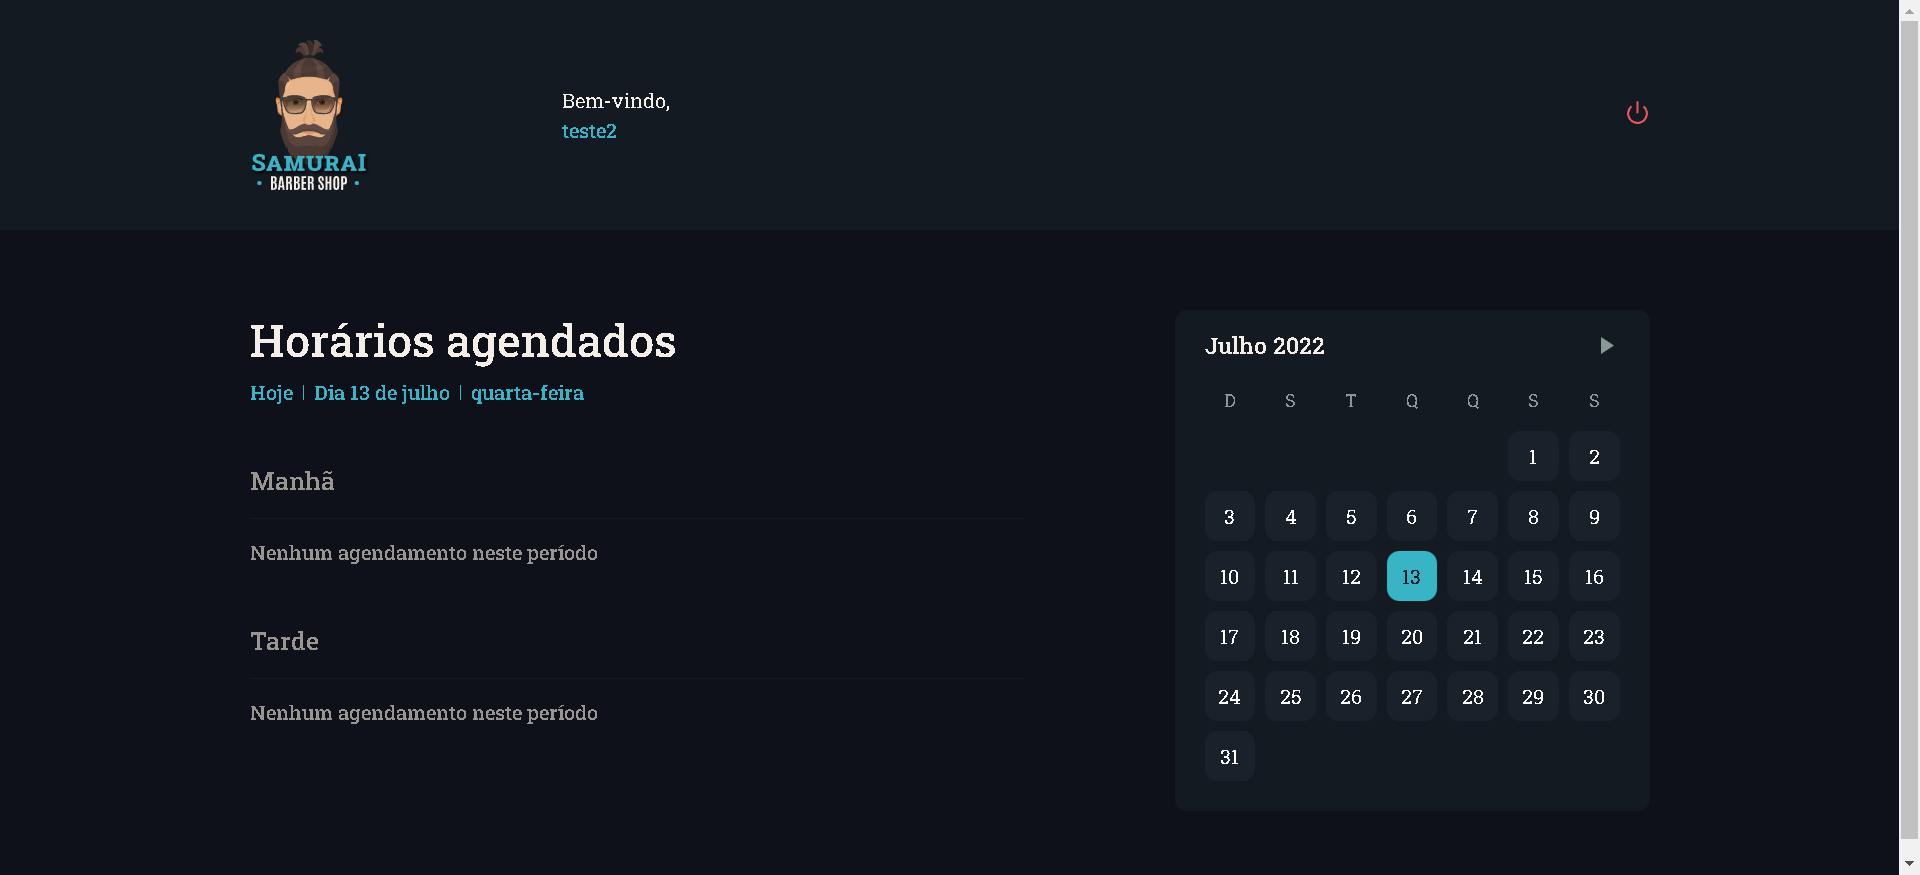 SAMURAI
• BARBER SHOP •
Bem-vindo,
teste2
Horários agendados
Hoje | Dia 13 de julho | quarta-feira
Manhã
Nenhum agendamento neste período
Tarde
Nenhum agendamento neste período
Julho 2022
D S T Q Q S S
1 2
3 4 5 6 7 8 9
10 11 12 13 14 15 16
17 18 19 20 21 22 23
24 25 26 27 28 29 30
31